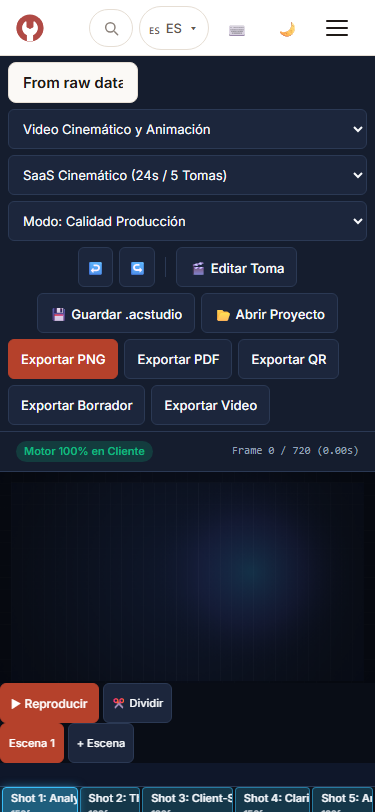 ES ES
From raw data
Video Cinemático y Animación
SaaS Cinemático (24s / 5 Tomas)
Modo: Calidad Producción
Editar Toma
Guardar .acstudio
Abrir Proyecto
Exportar PNG
Exportar PDF
Exportar QR
Exportar Borrador
Exportar Video
Motor 100% en Cliente
Frame 0 / 720 (0.00s)
▶ Reproducir
Dividir
Escena 1
+ Escena
Shot 1: Analy
Shot 2: Th
Shot 3: Client-S
Shot 4: Clari
Shot 5: A